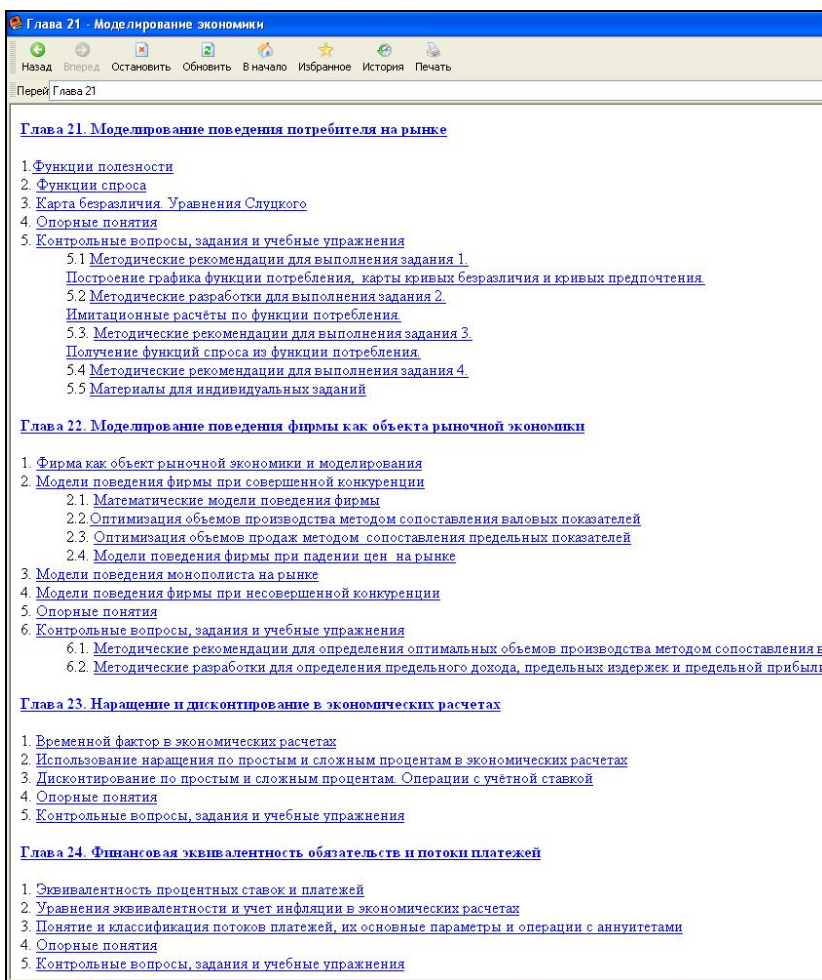 Глава 21 - Моделирование экономики
Назад Вперед Остановить Обновить В начало Избранное История Печать
Перей Глава 21
Глава 21. Моделирование поведения потребителя на рынке
1.Функции полезности
2. Функции спроса
3. Карта безразличия. Уравнения Слуцкого
4. Опорные понятия
5. Контрольные вопросы, задания и учебные упражнения
5.1 Методические рекомендации для выполнения задания 1.
Построение графика функции потребления, карты кривых безразличия и кривых предпочтения.
5.2 Методические разработки для выполнения задания 2.
Имитационные расчёты по функции потребления.
5.3. Методические рекомендации для выполнения задания 3.
Получение функций спроса из функции потребления.
5.4 Методические рекомендации для выполнения задания 4.
5.5 Материалы для индивидуальных заданий
Глава 22. Моделирование поведения фирмы как объекта рыночной экономики
1. Фирма как объект рыночной экономики и моделирования
2. Модели поведения фирмы при совершенной конкуренции
2.1. Математические модели поведения фирмы
2.2.Оптимизация объемов производства методом сопоставления валовых показателей
2.3. Оптимизация объемов продаж методом сопоставления предельных показателей
2.4. Модели поведения фирмы при падении цен на рынке
3. Модели поведения монополиста на рынке
4. Модели поведения фирмы при несовершенной конкуренции
5. Опорные понятия
6. Контрольные вопросы, задания и учебные упражнения
6.1. Методические рекомендации для определения оптимальных объемов производства методом сопоставления в
6.2. Методические разработки для определения предельного дохода, предельных издержек и предельной прибыли
Глава 23. Наращение и дисконтирование в экономических расчетах
1. Временной фактор в экономических расчетах
2. Использование наращения по простым и сложным процентам в экономических расчетах
3. Дисконтирование по простым и сложным процентам. Операции с учётной ставкой
4. Опорные понятия
5. Контрольные вопросы, задания и учебные упражнения
Глава 24. Финансовая эквивалентность обязательств и потоки платежей
1. Эквивалентность процентных ставок и платежей
2. Уравнения эквивалентности и учет инфляции в экономических расчетах
3. Понятие и классификация потоков платежей, их основные параметры и операции с аннуитетами
4. Опорные понятия
5. Контрольные вопросы, задания и учебные упражнения